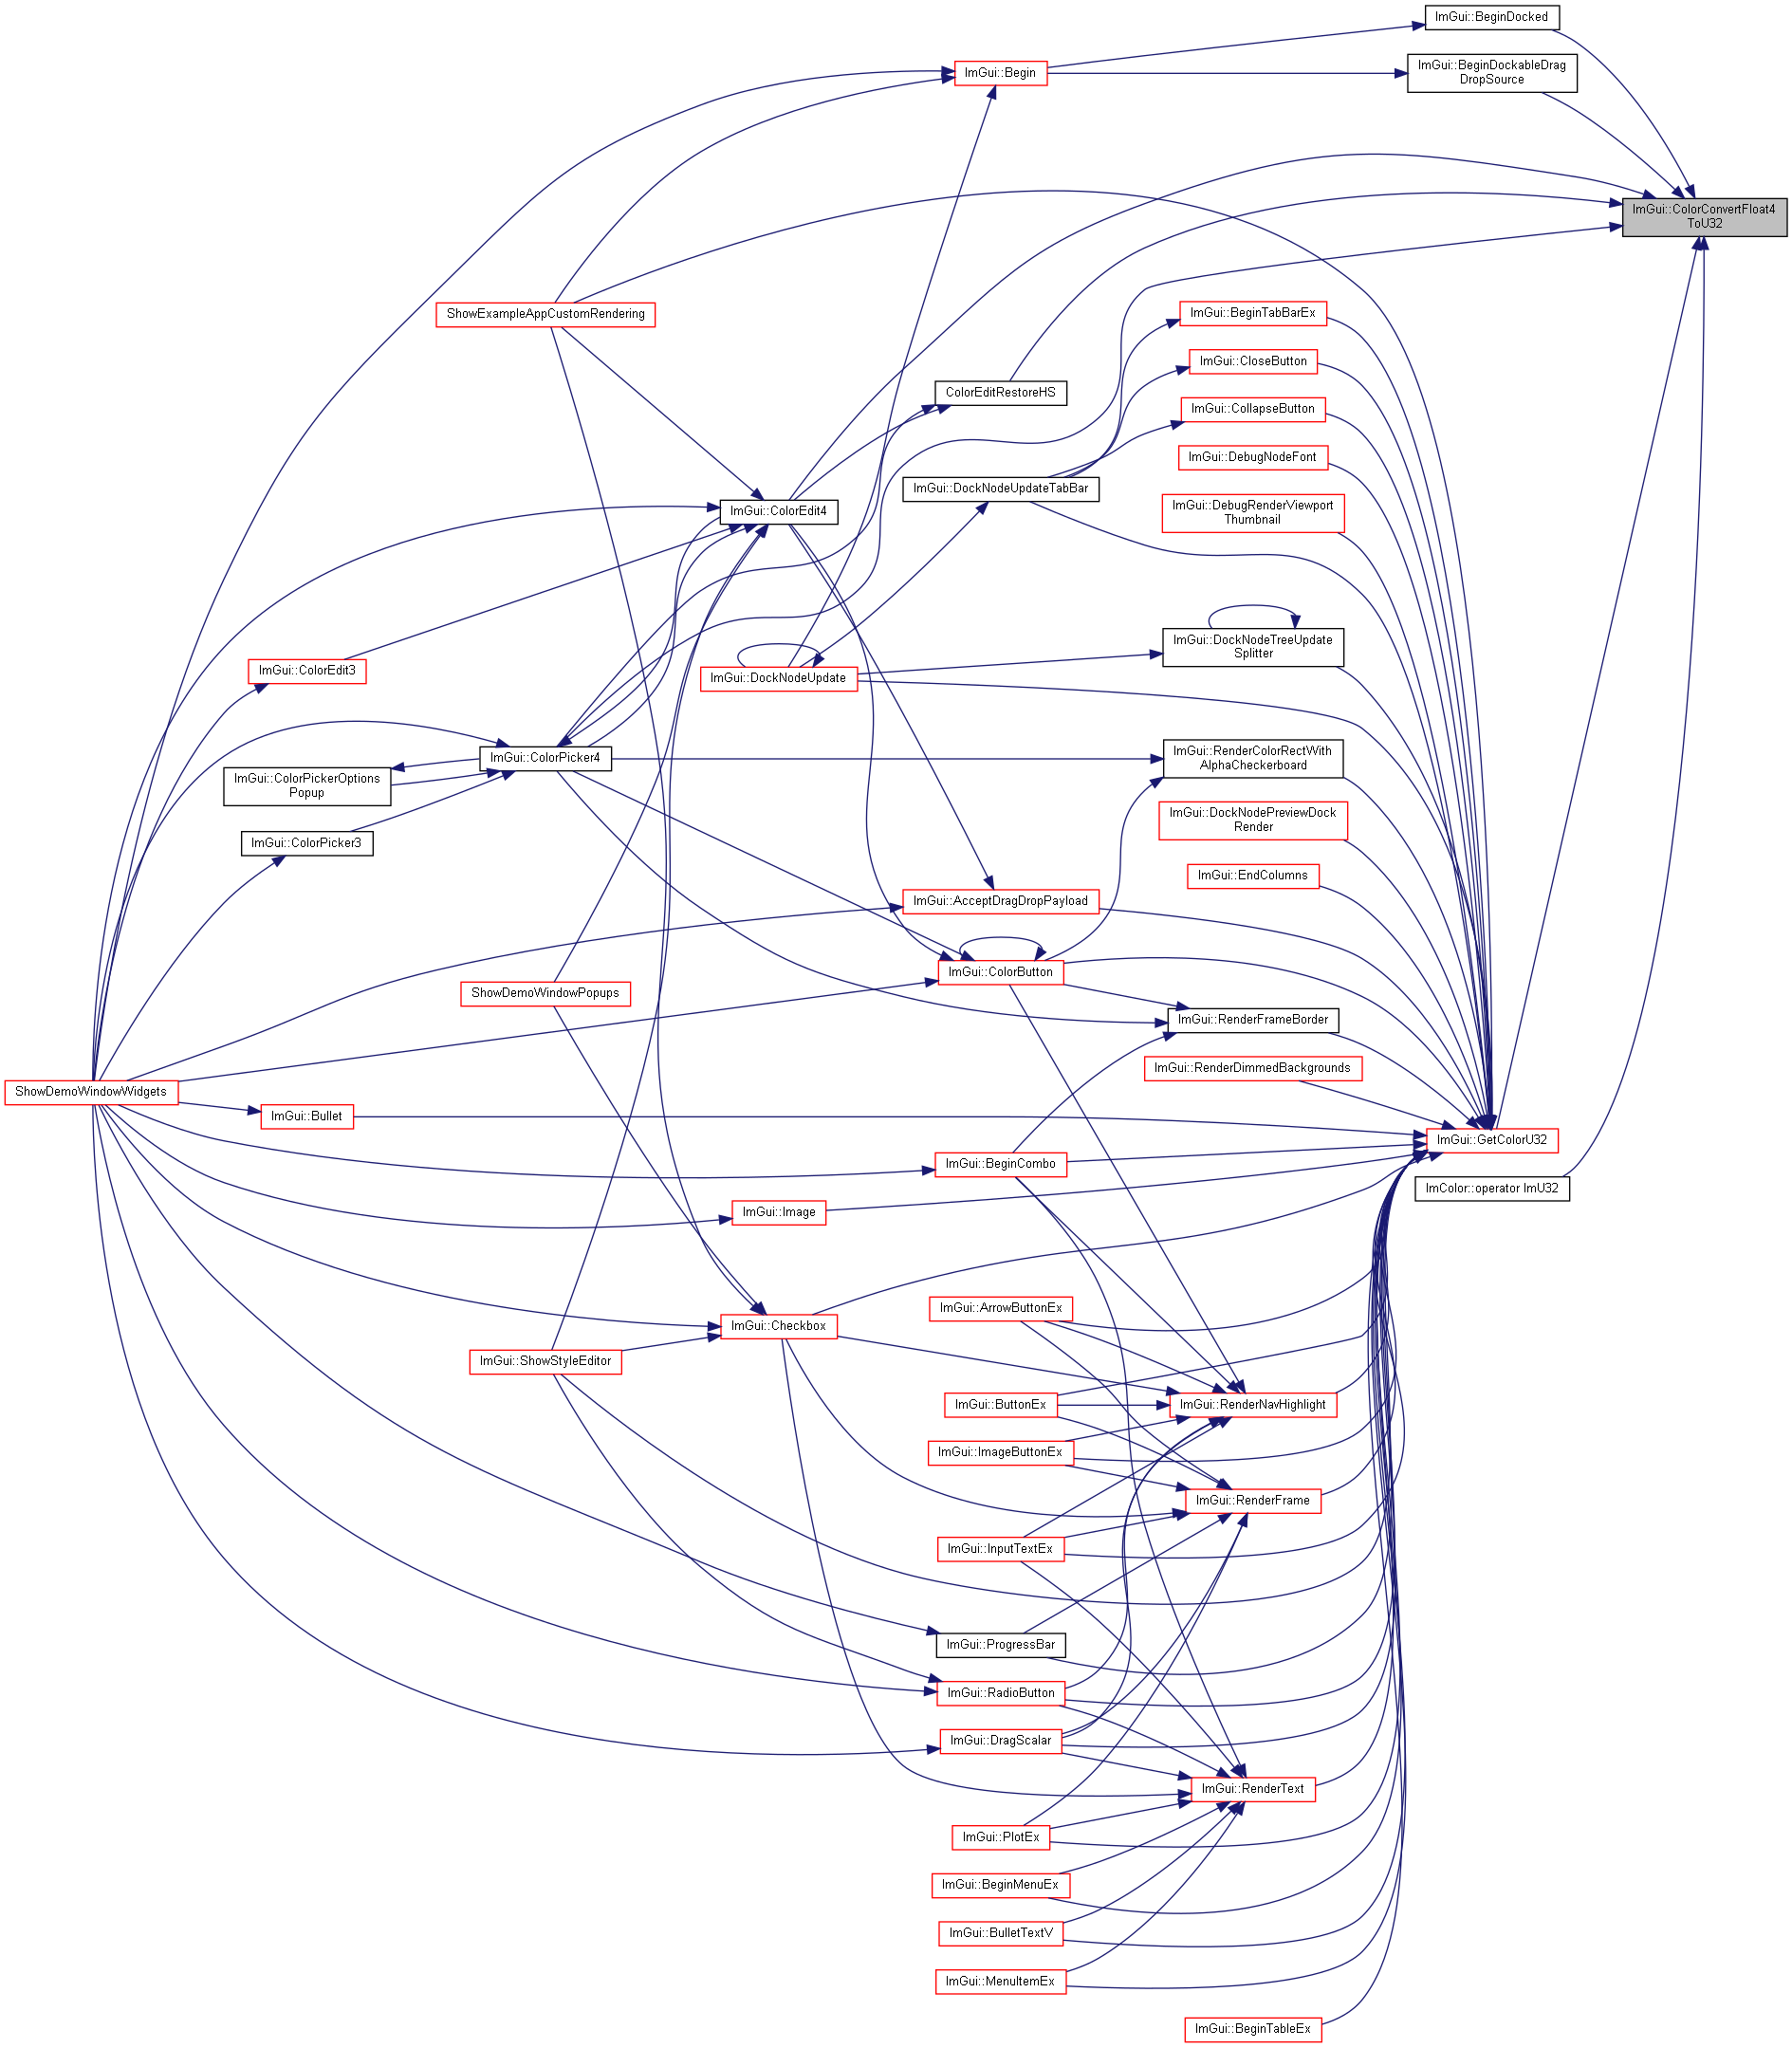 ImGui::BeginDocked
ImGui::Begin
ImGui::BeginDockableDrag
DropSource
ImGui::ColorConvertFloat4
ToU32
ShowExampleAppCustomRendering
ImGui::BeginTabBarEx
ImGui::CloseButton
ColorEditRestoreHS
ImGui::CollapseButton
ImGui::DebugNodeFont
ImGui::DockNodeUpdateTabBar
ImGui::ColorEdit4
ImGui::DebugRenderViewport
Thumbnail
ImGui::DockNodeTreeUpdate
Splitter
ImGui::ColorEdit3
ImGui::DockNodeUpdate
ImGui::ColorPicker4
ImGui::RenderColorRectWith
AlphaCheckerboard
ImGui::ColorPickerOptions
Popup
ImGui::DockNodePreviewDock
Render
ImGui::ColorPicker3
ImGui::EndColumns
ImGui::AcceptDragDropPayload
ImGui::ColorButton
ShowDemoWindowPopups
ImGui::RenderFrameBorder
ImGui::RenderDimmedBackgrounds
ShowDemoWindowWidgets
ImGui::Bullet
ImGui::GetColorU32
ImGui::BeginCombo
ImColor::operator ImU32
ImGui::Image
ImGui::ArrowButtonEx
ImGui::Checkbox
ImGui::ShowStyleEditor
ImGui::ButtonEx
ImGui::RenderNavHighlight
ImGui::ImageButtonEx
ImGui::RenderFrame
ImGui::InputTextEx
ImGui::ProgressBar
ImGui::RadioButton
ImGui::DragScalar
ImGui::RenderText
ImGui::PlotEx
ImGui::BeginMenuEx
ImGui::BulletTextV
ImGui::MenuItemEx
ImGui::BeginTableEx